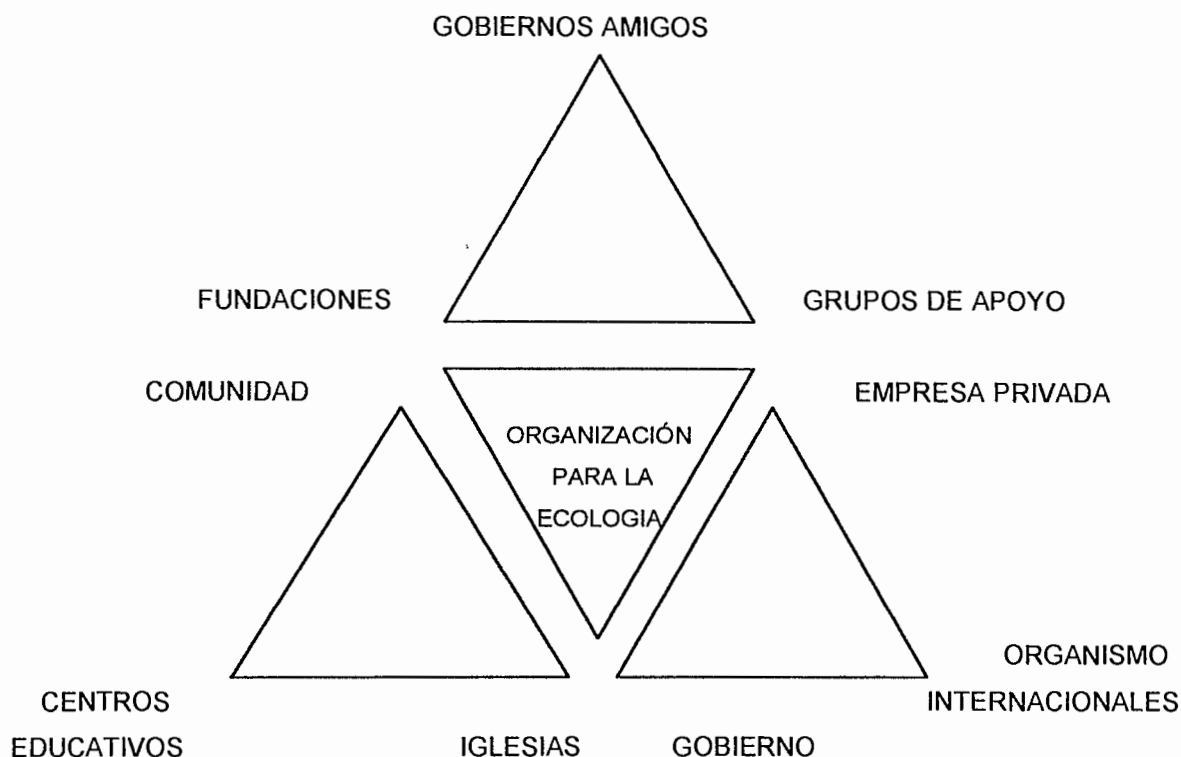 GOBIERNOS AMIGOS
FUNDACIONES
GRUPOS DE APOYO
COMUNIDAD
EMPRESA PRIVADA
ORGANIZACIÓN
PARA LA
ECOLOGIA
ORGANISMO
INTERNACIONALES
CENTROS
EDUCATIVOS
IGLESIAS
GOBIERNO